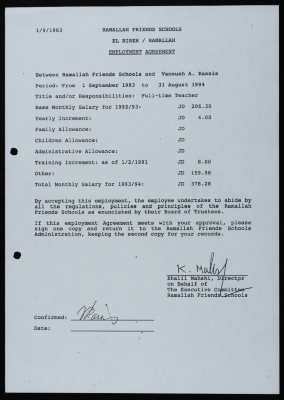 1/9/1983
RAMALLAH FRIENDS SCHOOLS
EL BIREH / RAMALLAH
EMPLOYMENT AGREEMENT
Between Ramallah Friends Schools and Vanoush A. Bassis
Period: From 1 September 1993 to 31 August 1994
Title and/or Responsibilities: Full-time Teacher
Base Monthly Salary for 1992/93: JD 206.30
Yearly Increment: JD 4.00
Family Allowance: JD
Children Allowance: JD
Administrative Allowance: JD
Training Increment: as of 1/2/1991 JD 8.00
Other: JD 159.98
Total Monthly Salary for 1993/94: JD 378.28
By accepting this employment, the employee undertakes to abide by
all the regulations, policies and principles of the Ramallah
Friends Schools as enunciated by their Board of Trustees.
If this employment Agreement meets with your approval, please
sign one copy and return it to the Ramallah Friends Schools
Administration, keeping the second copy for your records.
K. Mahshi
Khalil Mahshi, Director
on Behalf of
The Executive Committee
Ramallah Friends Schools
Confirmed:
Date: